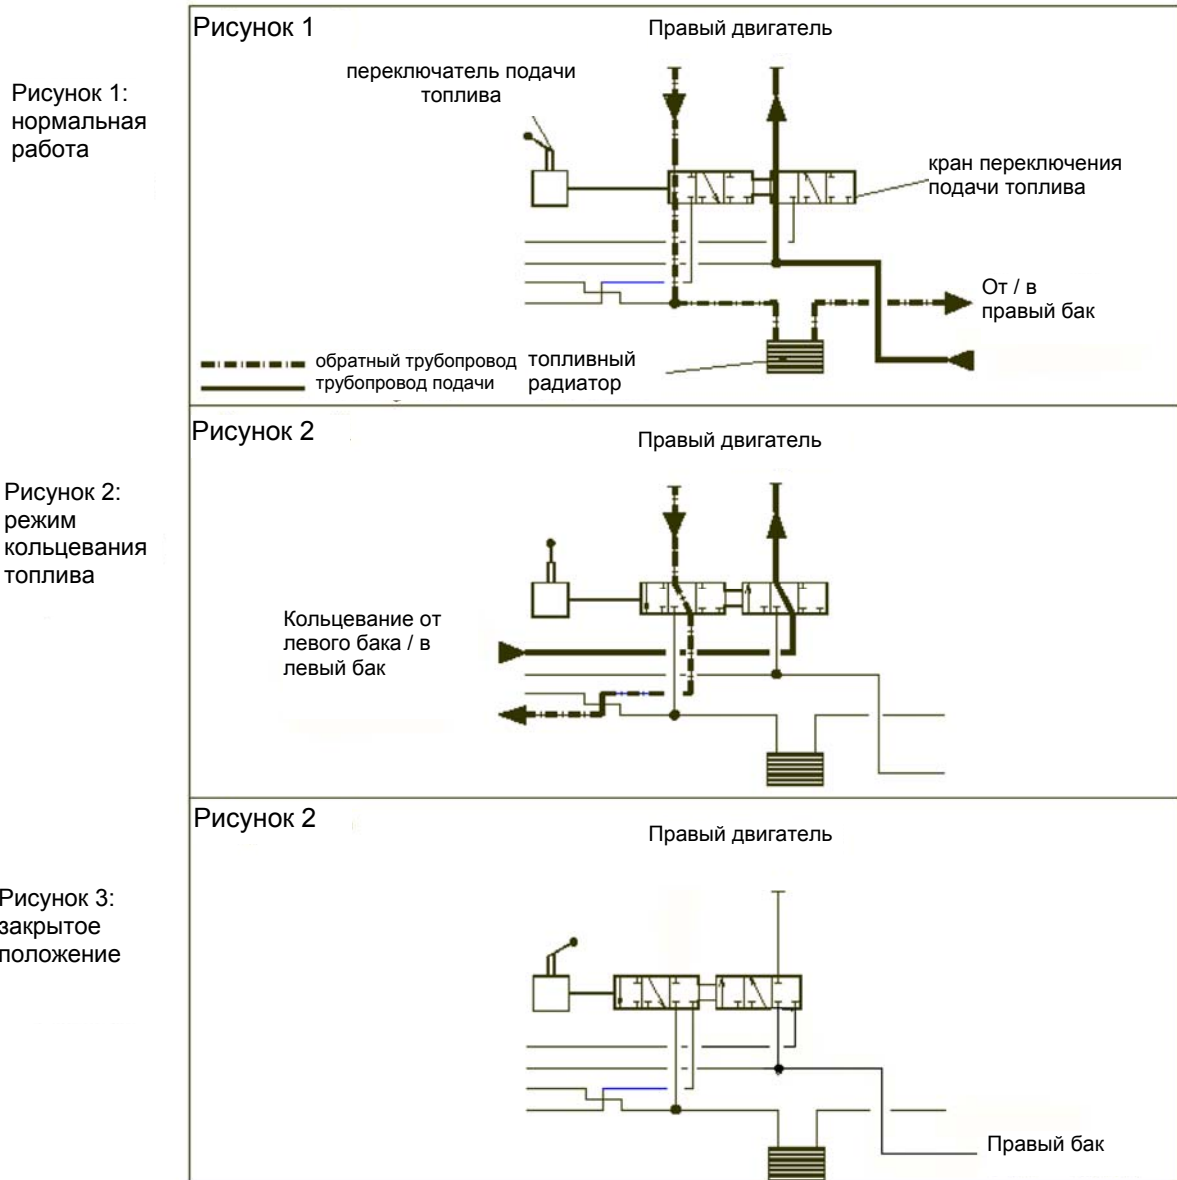 Рисунок 1
Правый двигатель
переключатель подачи
топлива
Рисунок 1:
нормальная
работа
кран переключения
подачи топлива
От / в
правый бак
обратный трубопровод
трубопровод подачи
топливный
радиатор
Рисунок 2
Правый двигатель
Рисунок 2:
режим
кольцевания
топлива
Кольцевание от
левого бака / в
левый бак
Рисунок 2
Правый двигатель
Рисунок 3:
закрытое
положение
Правый бак